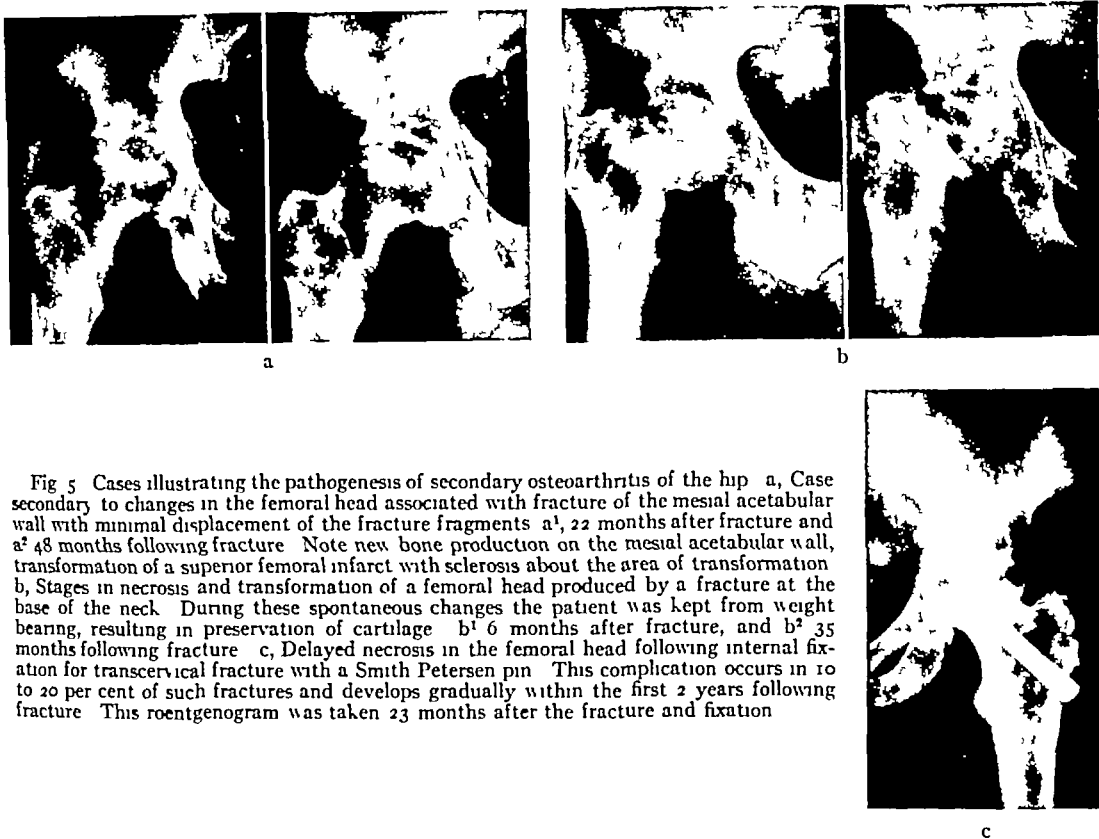 a
b
Fig 5 Cases illustrating the pathogenesis of secondary osteoarthritis of the hip a, Case
secondary to changes in the femoral head associated with fracture of the mesial acetabular
wall with minimal displacement of the fracture fragments a¹, 22 months after fracture and
a² 48 months following fracture Note new bone production on the mesial acetabular wall,
transformation of a superior femoral infarct with sclerosis about the area of transformation
b, Stages in necrosis and transformation of a femoral head produced by a fracture at the
base of the neck During these spontaneous changes the patient was kept from weight
bearing, resulting in preservation of cartilage b¹ 6 months after fracture, and b² 35
months following fracture c, Delayed necrosis in the femoral head following internal fix-
ation for transcervical fracture with a Smith Petersen pin This complication occurs in 10
to 20 per cent of such fractures and develops gradually within the first 2 years following
fracture This roentgenogram was taken 23 months after the fracture and fixation
c